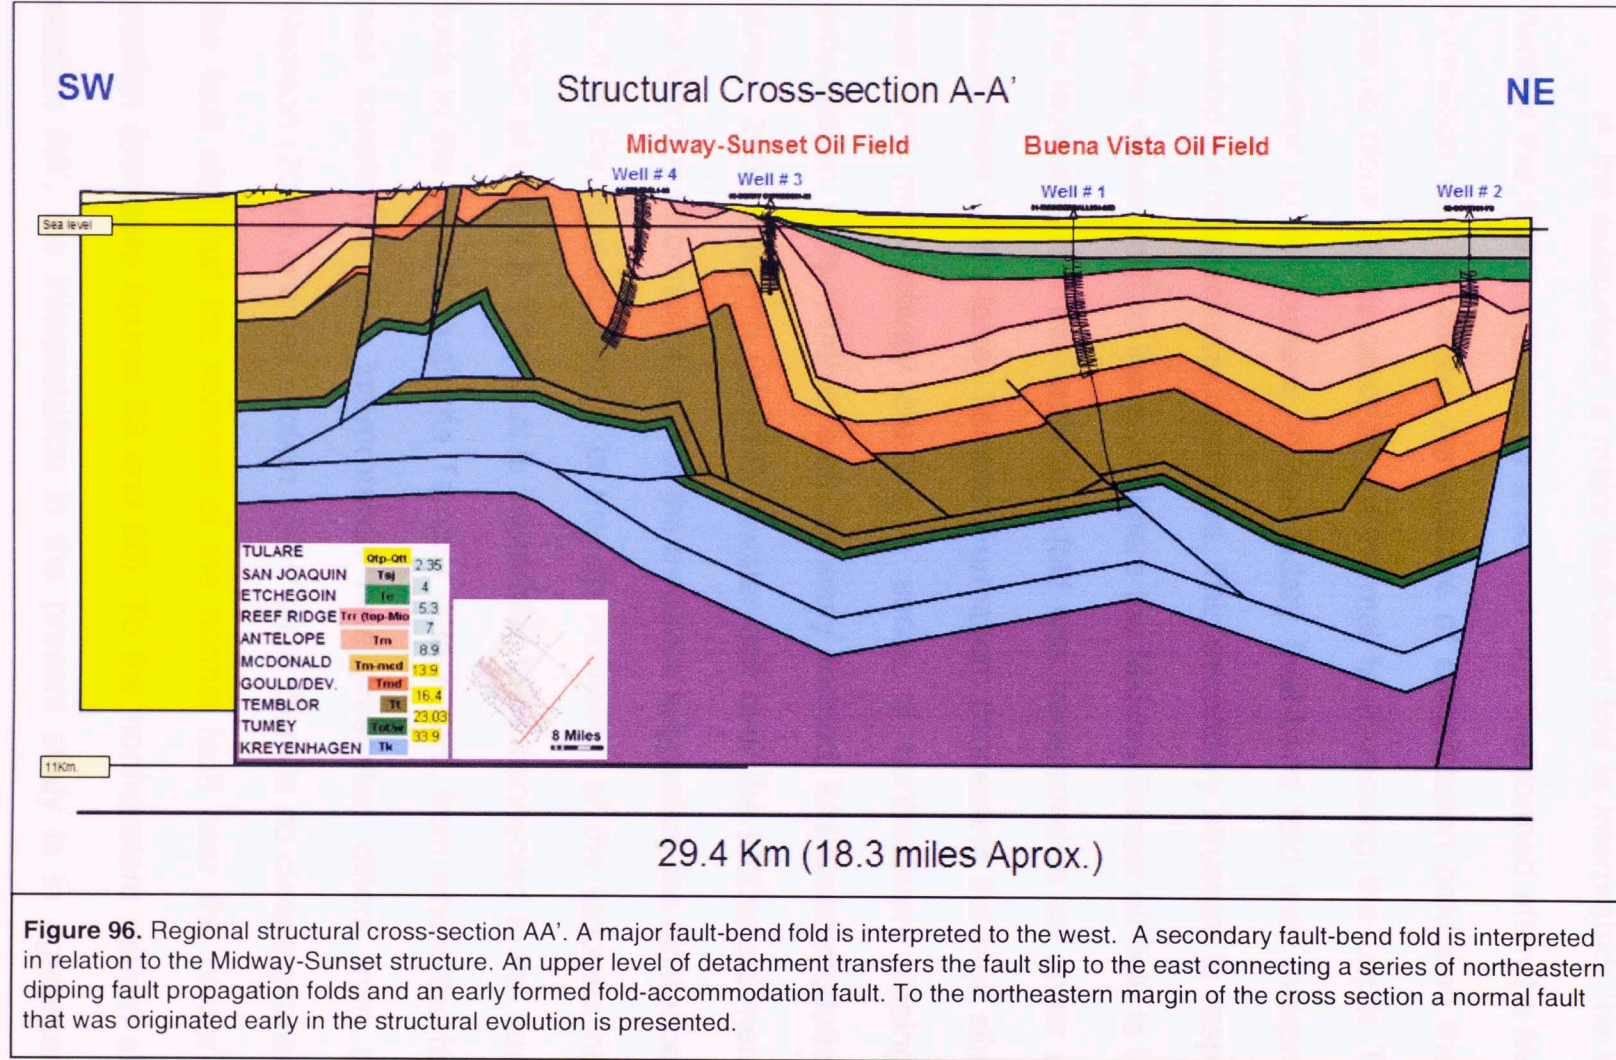 SW
Structural Cross-section A-A'
NE
Midway-Sunset Oil Field
Buena Vista Oil Field
Well # 4
Well # 3
Well # 1
Well # 2
Sea level
TULARE Qtp-Qtt 2.35
SAN JOAQUIN Tsj 4
ETCHEGOIN Te 5.3
REEF RIDGE Trr (top-Mio 7
ANTELOPE Tm 8.9
MCDONALD Tm-mcd 13.9
GOULD/DEV. Tmd 16.4
TEMBLOR Tt 23.03
TUMEY 33.9
KREYENHAGEN Tk
8 Miles
11Km.
29.4 Km (18.3 miles Aprox.)
Figure 96. Regional structural cross-section AA'. A major fault-bend fold is interpreted to the west. A secondary fault-bend fold is interpreted
in relation to the Midway-Sunset structure. An upper level of detachment transfers the fault slip to the east connecting a series of northeastern
dipping fault propagation folds and an early formed fold-accommodation fault. To the northeastern margin of the cross section a normal fault
that was originated early in the structural evolution is presented.